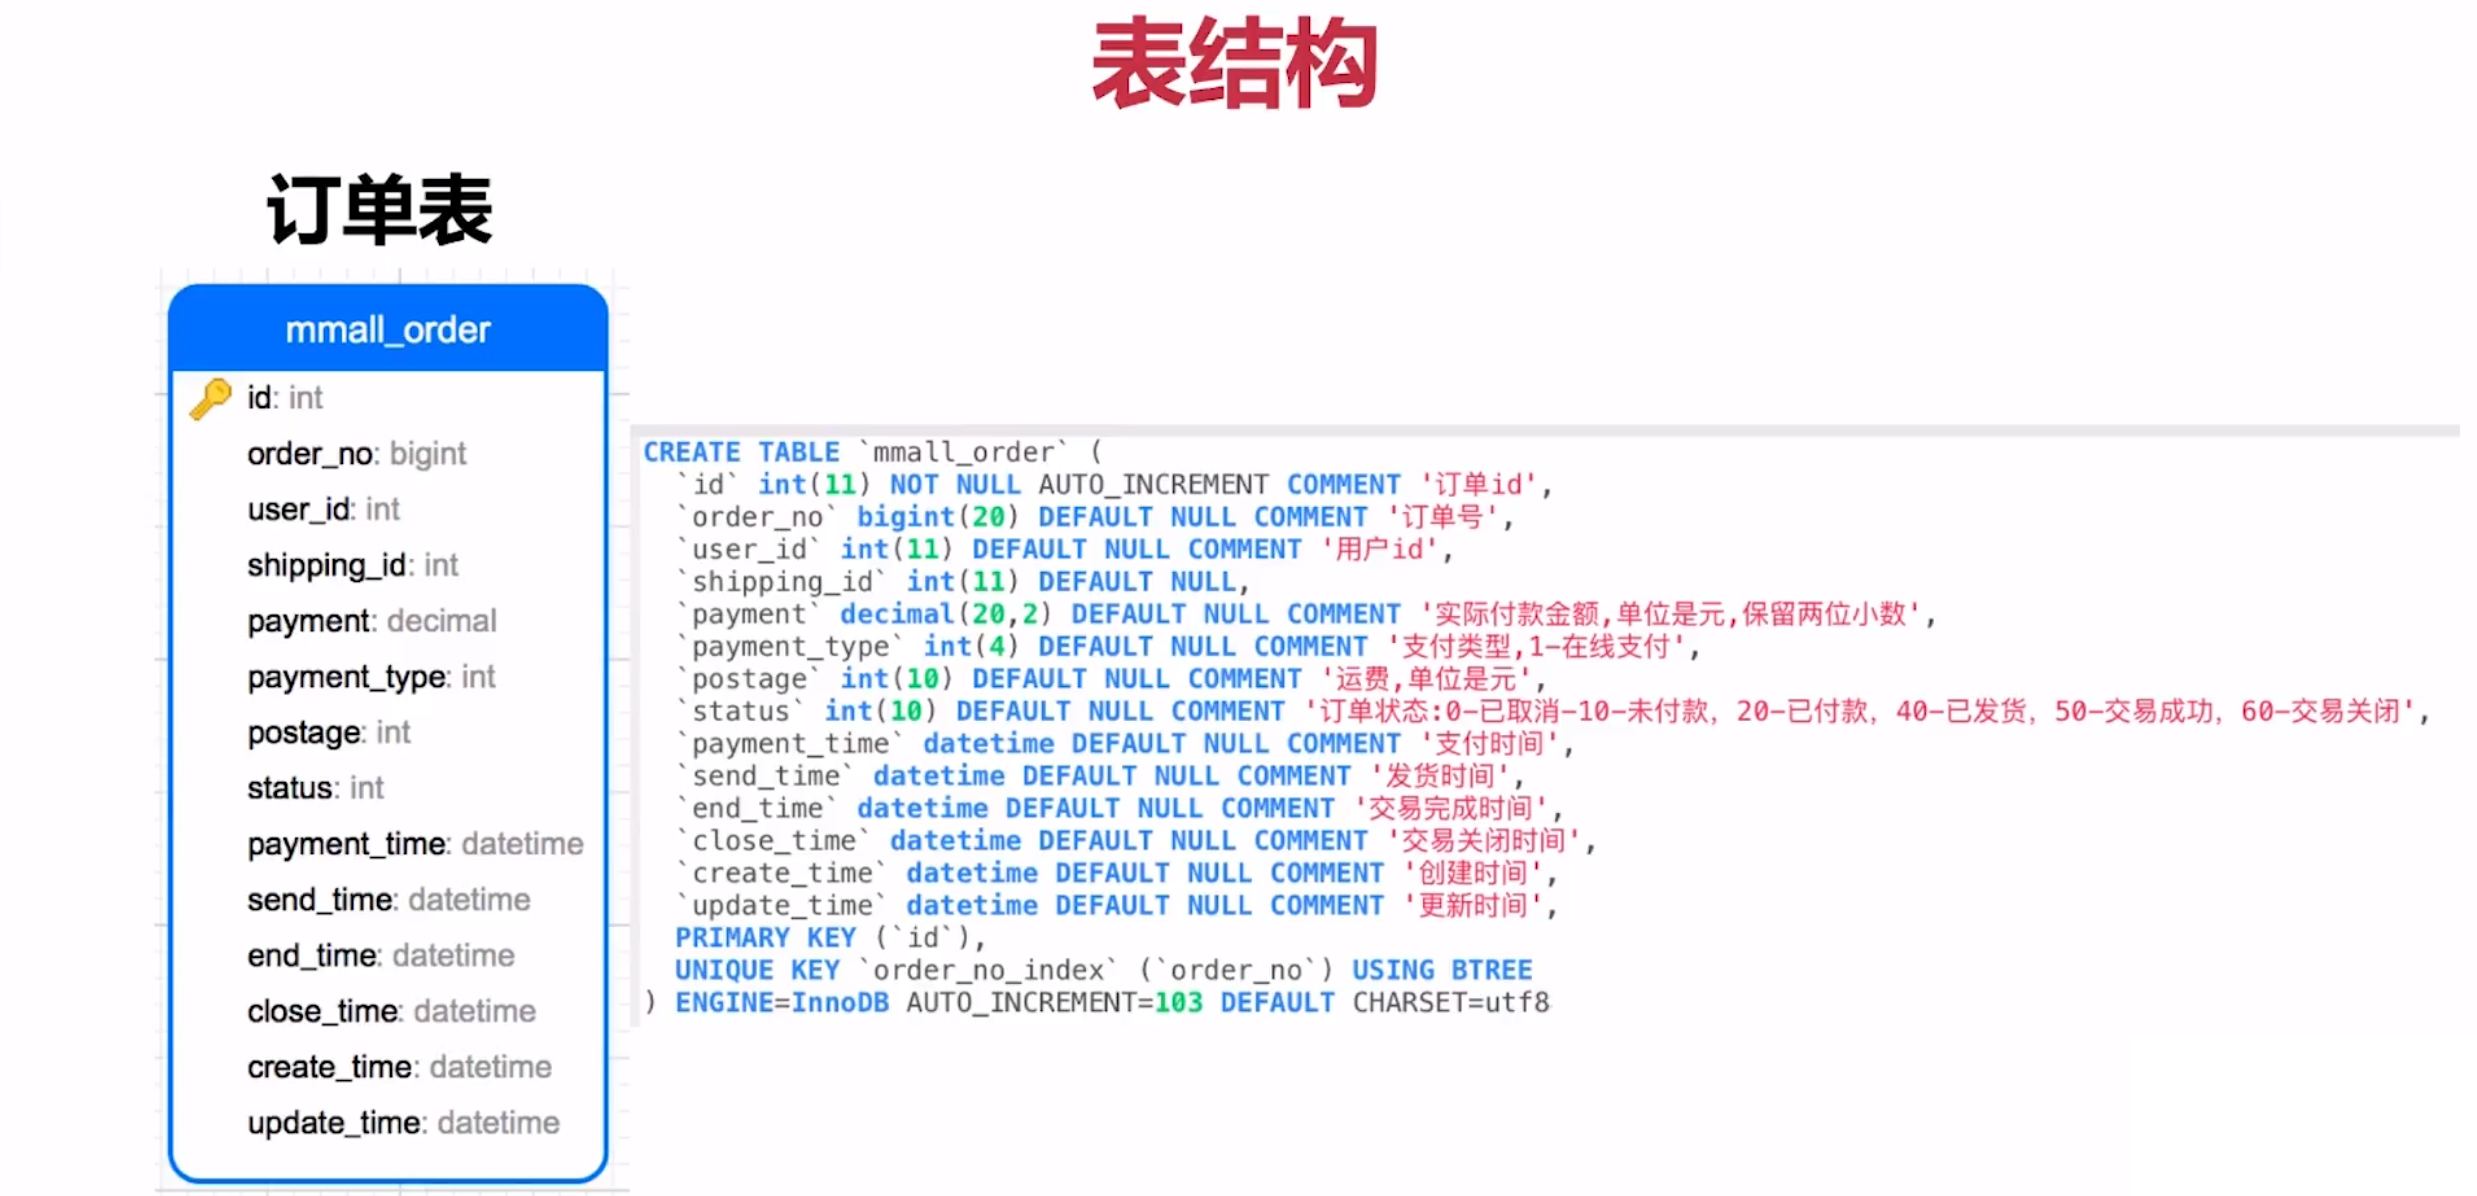 表结构
订单表
mmall_order
id: int
order_no: bigint
user_id: int
shipping_id: int
payment: decimal
payment_type: int
postage: int
status: int
payment_time: datetime
send_time: datetime
end_time: datetime
close_time: datetime
create_time: datetime
update_time: datetime
CREATE TABLE `mmall_order` (
`id` int(11) NOT NULL AUTO_INCREMENT COMMENT '订单id',
`order_no` bigint(20) DEFAULT NULL COMMENT '订单号',
`user_id` int(11) DEFAULT NULL COMMENT '用户id',
`shipping_id` int(11) DEFAULT NULL,
`payment` decimal(20,2) DEFAULT NULL COMMENT '实际付款金额,单位是元,保留两位小数',
`payment_type` int(4) DEFAULT NULL COMMENT '支付类型,1-在线支付',
`postage` int(10) DEFAULT NULL COMMENT '运费,单位是元',
`status` int(10) DEFAULT NULL COMMENT '订单状态:0-已取消-10-未付款，20-已付款，40-已发货，50-交易成功，60-交易关闭',
`payment_time` datetime DEFAULT NULL COMMENT '支付时间',
`send_time` datetime DEFAULT NULL COMMENT '发货时间',
`end_time` datetime DEFAULT NULL COMMENT '交易完成时间',
`close_time` datetime DEFAULT NULL COMMENT '交易关闭时间',
`create_time` datetime DEFAULT NULL COMMENT '创建时间',
`update_time` datetime DEFAULT NULL COMMENT '更新时间',
PRIMARY KEY (`id`),
UNIQUE KEY `order_no_index` (`order_no`) USING BTREE
) ENGINE=InnoDB AUTO_INCREMENT=103 DEFAULT CHARSET=utf8